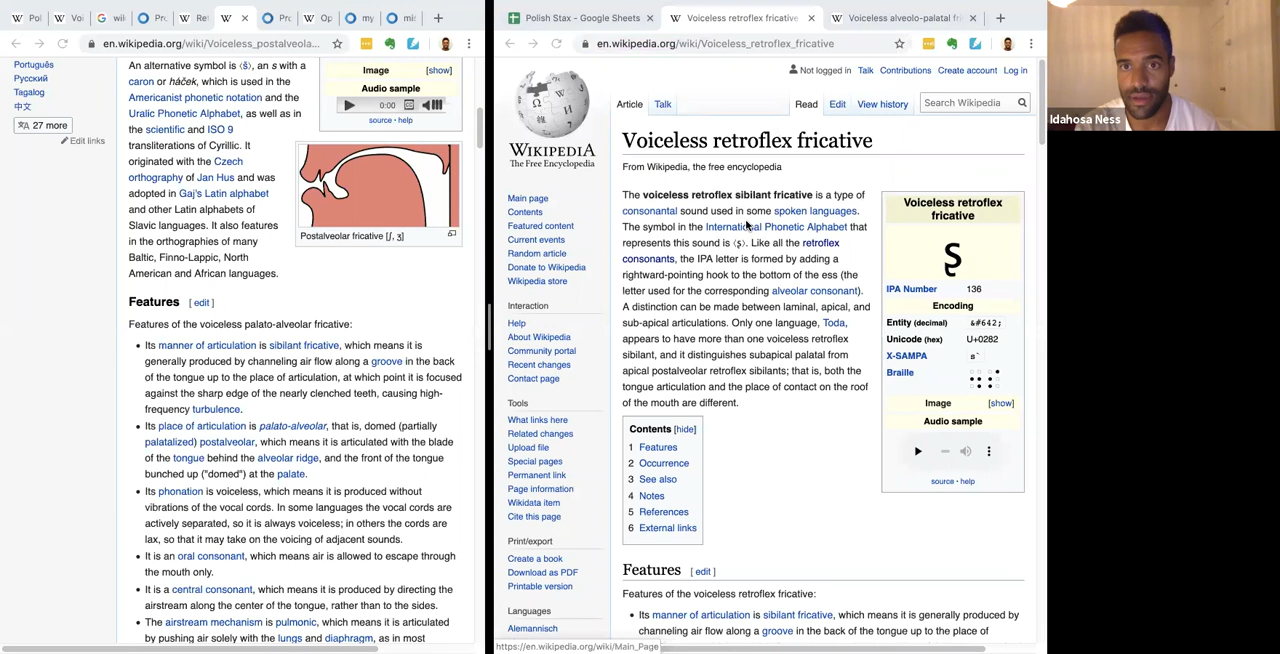 Pol
Voi
wil
Pro
Ret
Pro
Op
my
mic
en.wikipedia.org/wiki/Voiceless_postalveola...
Português
Русский
Tagalog
中文
27 more
Edit links
An alternative symbol is ⟨š⟩, an s with a
caron or háček, which is used in the
Americanist phonetic notation and the
Uralic Phonetic Alphabet, as well as in
the scientific and ISO 9
transliterations of Cyrillic. It
originated with the Czech
orthography of Jan Hus and was
adopted in Gaj's Latin alphabet
and other Latin alphabets of
Slavic languages. It also features
in the orthographies of many
Baltic, Finno-Lappic, North
American and African languages.
Image [show]
Audio sample
0:00
source · help
Postalveolar fricative [ʃ, ʒ]
Features [ edit ]
Features of the voiceless palato-alveolar fricative:
Its manner of articulation is sibilant fricative, which means it is
generally produced by channeling air flow along a groove in the back
of the tongue up to the place of articulation, at which point it is focused
against the sharp edge of the nearly clenched teeth, causing high-
frequency turbulence.
Its place of articulation is palato-alveolar, that is, domed (partially
palatalized) postalveolar, which means it is articulated with the blade
of the tongue behind the alveolar ridge, and the front of the tongue
bunched up ("domed") at the palate.
Its phonation is voiceless, which means it is produced without
vibrations of the vocal cords. In some languages the vocal cords are
actively separated, so it is always voiceless; in others the cords are
lax, so that it may take on the voicing of adjacent sounds.
It is an oral consonant, which means air is allowed to escape through
the mouth only.
It is a central consonant, which means it is produced by directing the
airstream along the center of the tongue, rather than to the sides.
The airstream mechanism is pulmonic, which means it is articulated
by pushing air solely with the lungs and diaphragm, as in most
Polish Stax - Google Sheets
Voiceless retroflex fricative
Voiceless alveolo-palatal fri
en.wikipedia.org/wiki/Voiceless_retroflex_fricative
Not logged in Talk Contributions Create account Log in
Article Talk Read Edit View history Search Wikipedia
WIKIPEDIA
The Free Encyclopedia
Main page
Contents
Featured content
Current events
Random article
Donate to Wikipedia
Wikipedia store
Interaction
Help
About Wikipedia
Community portal
Recent changes
Contact page
Tools
What links here
Related changes
Upload file
Special pages
Permanent link
Page information
Wikidata item
Cite this page
Print/export
Create a book
Download as PDF
Printable version
Languages
Alemannisch
https://en.wikipedia.org/wiki/Main_Page
Voiceless retroflex fricative
From Wikipedia, the free encyclopedia
The voiceless retroflex sibilant fricative is a type of
consonantal sound used in some spoken languages.
The symbol in the International Phonetic Alphabet that
represents this sound is ⟨ʂ⟩. Like all the retroflex
consonants, the IPA letter is formed by adding a
rightward-pointing hook to the bottom of the ess (the
letter used for the corresponding alveolar consonant).
A distinction can be made between laminal, apical, and
sub-apical articulations. Only one language, Toda,
appears to have more than one voiceless retroflex
sibilant, and it distinguishes subapical palatal from
apical postalveolar retroflex sibilants; that is, both the
tongue articulation and the place of contact on the roof
of the mouth are different.
Contents [hide]
1 Features
2 Occurrence
3 See also
4 Notes
5 References
6 External links
Features [ edit ]
Features of the voiceless retroflex fricative:
Its manner of articulation is sibilant fricative, which means it is generally produced by
channeling air flow along a groove in the back of the tongue up to the place of
Voiceless retroflex
fricative
ʂ
IPA Number 136
Encoding
Entity (decimal) &#642;
Unicode (hex) U+0282
X-SAMPA s`
Braille
Image [show]
Audio sample
source · help
Idahosa Ness